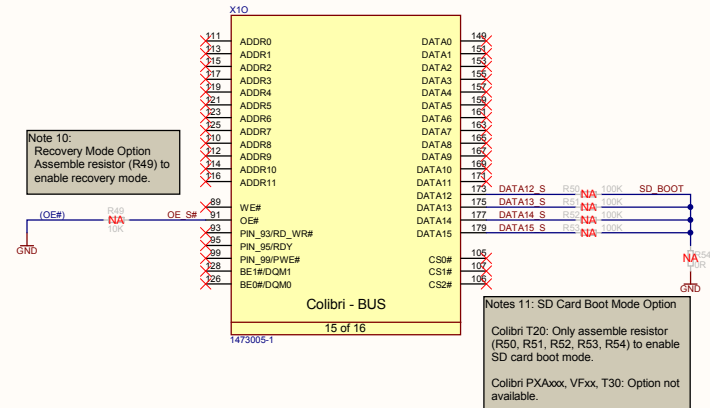 X1O
111 ADDR0 DATA0 149
113 ADDR1 DATA1 151
115 ADDR2 DATA2 153
117 ADDR3 DATA3 155
119 ADDR4 DATA4 157
121 ADDR5 DATA5 159
123 ADDR6 DATA6 161
125 ADDR7 DATA7 163
110 ADDR8 DATA8 165
112 ADDR9 DATA9 167
114 ADDR10 DATA10 169
116 ADDR11 DATA11 171
DATA12 173 DATA12_S R50 NA 100K SD_BOOT
89 WE# DATA13 175 DATA13_S R51 NA 100K
(OE#) R49 NA 10K OE_S# 91 OE# DATA14 177 DATA14_S R52 NA 100K
93 PIN_93/RD_WR# DATA15 179 DATA15_S R53 NA 100K
95 PIN_95/RDY
99 PIN_99/PWE# CS0# 105
128 BE1#/DQM1 CS1# 107
126 BE0#/DQM0 CS2# 106
NA R54
0R
GND
GND
Colibri - BUS
15 of 16
1473005-1
Note 10:
Recovery Mode Option
Assemble resistor (R49) to
enable recovery mode.
Notes 11: SD Card Boot Mode Option
Colibri T20: Only assemble resistor
(R50, R51, R52, R53, R54) to enable
SD card boot mode.
Colibri PXAxxx, VFxx, T30: Option not
available.